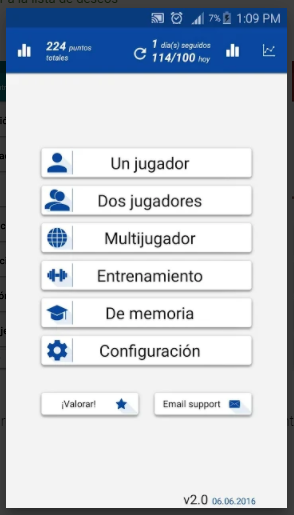 a la lista de deseos
7% 1:09 PM
224 puntos totales
1 dia(s) seguidos
114/100 hoy
Un jugador
Dos jugadores
Multijugador
Entrenamiento
De memoria
Configuración
¡Valorar!
Email support
v2.0 06.06.2016